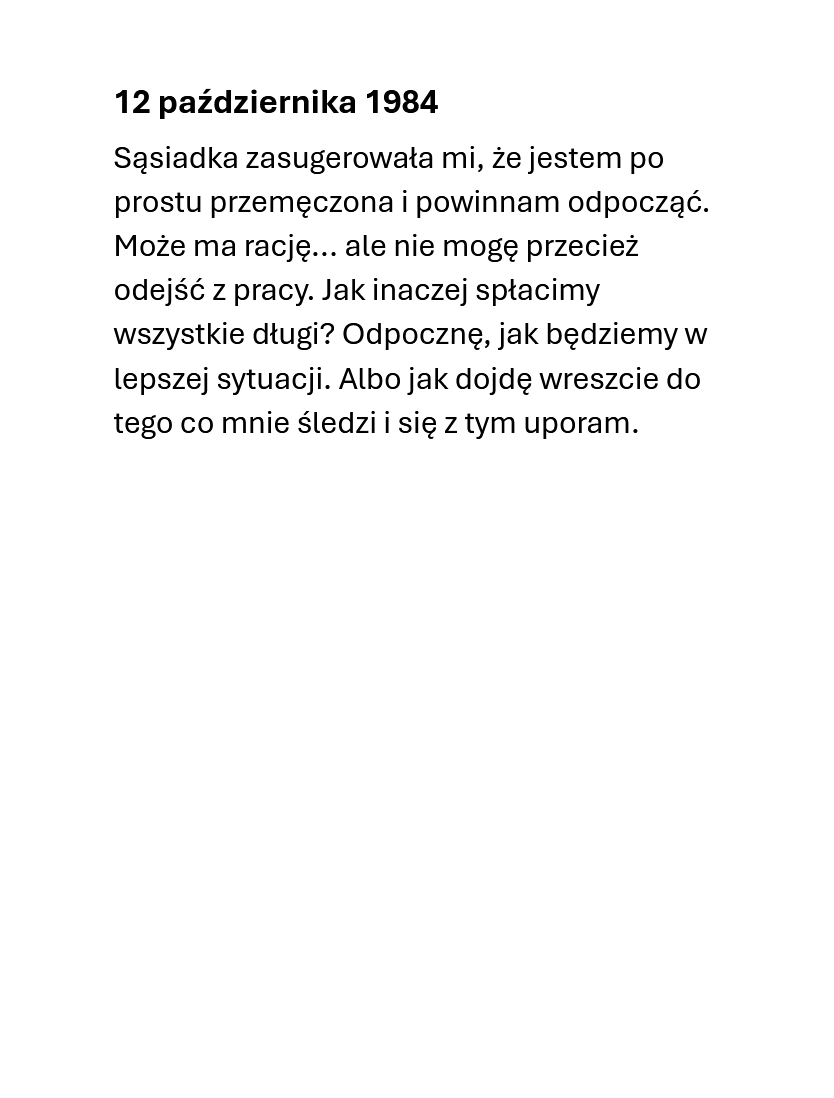 12 października 1984
Sąsiadka zasugerowała mi, że jestem po
prostu przemęczona i powinnam odpocząć.
Może ma rację... ale nie mogę przecież
odejść z pracy. Jak inaczej spłacimy
wszystkie długi? Odpocznę, jak będziemy w
lepszej sytuacji. Albo jak dojdę wreszcie do
tego co mnie śledzi i się z tym uporam.